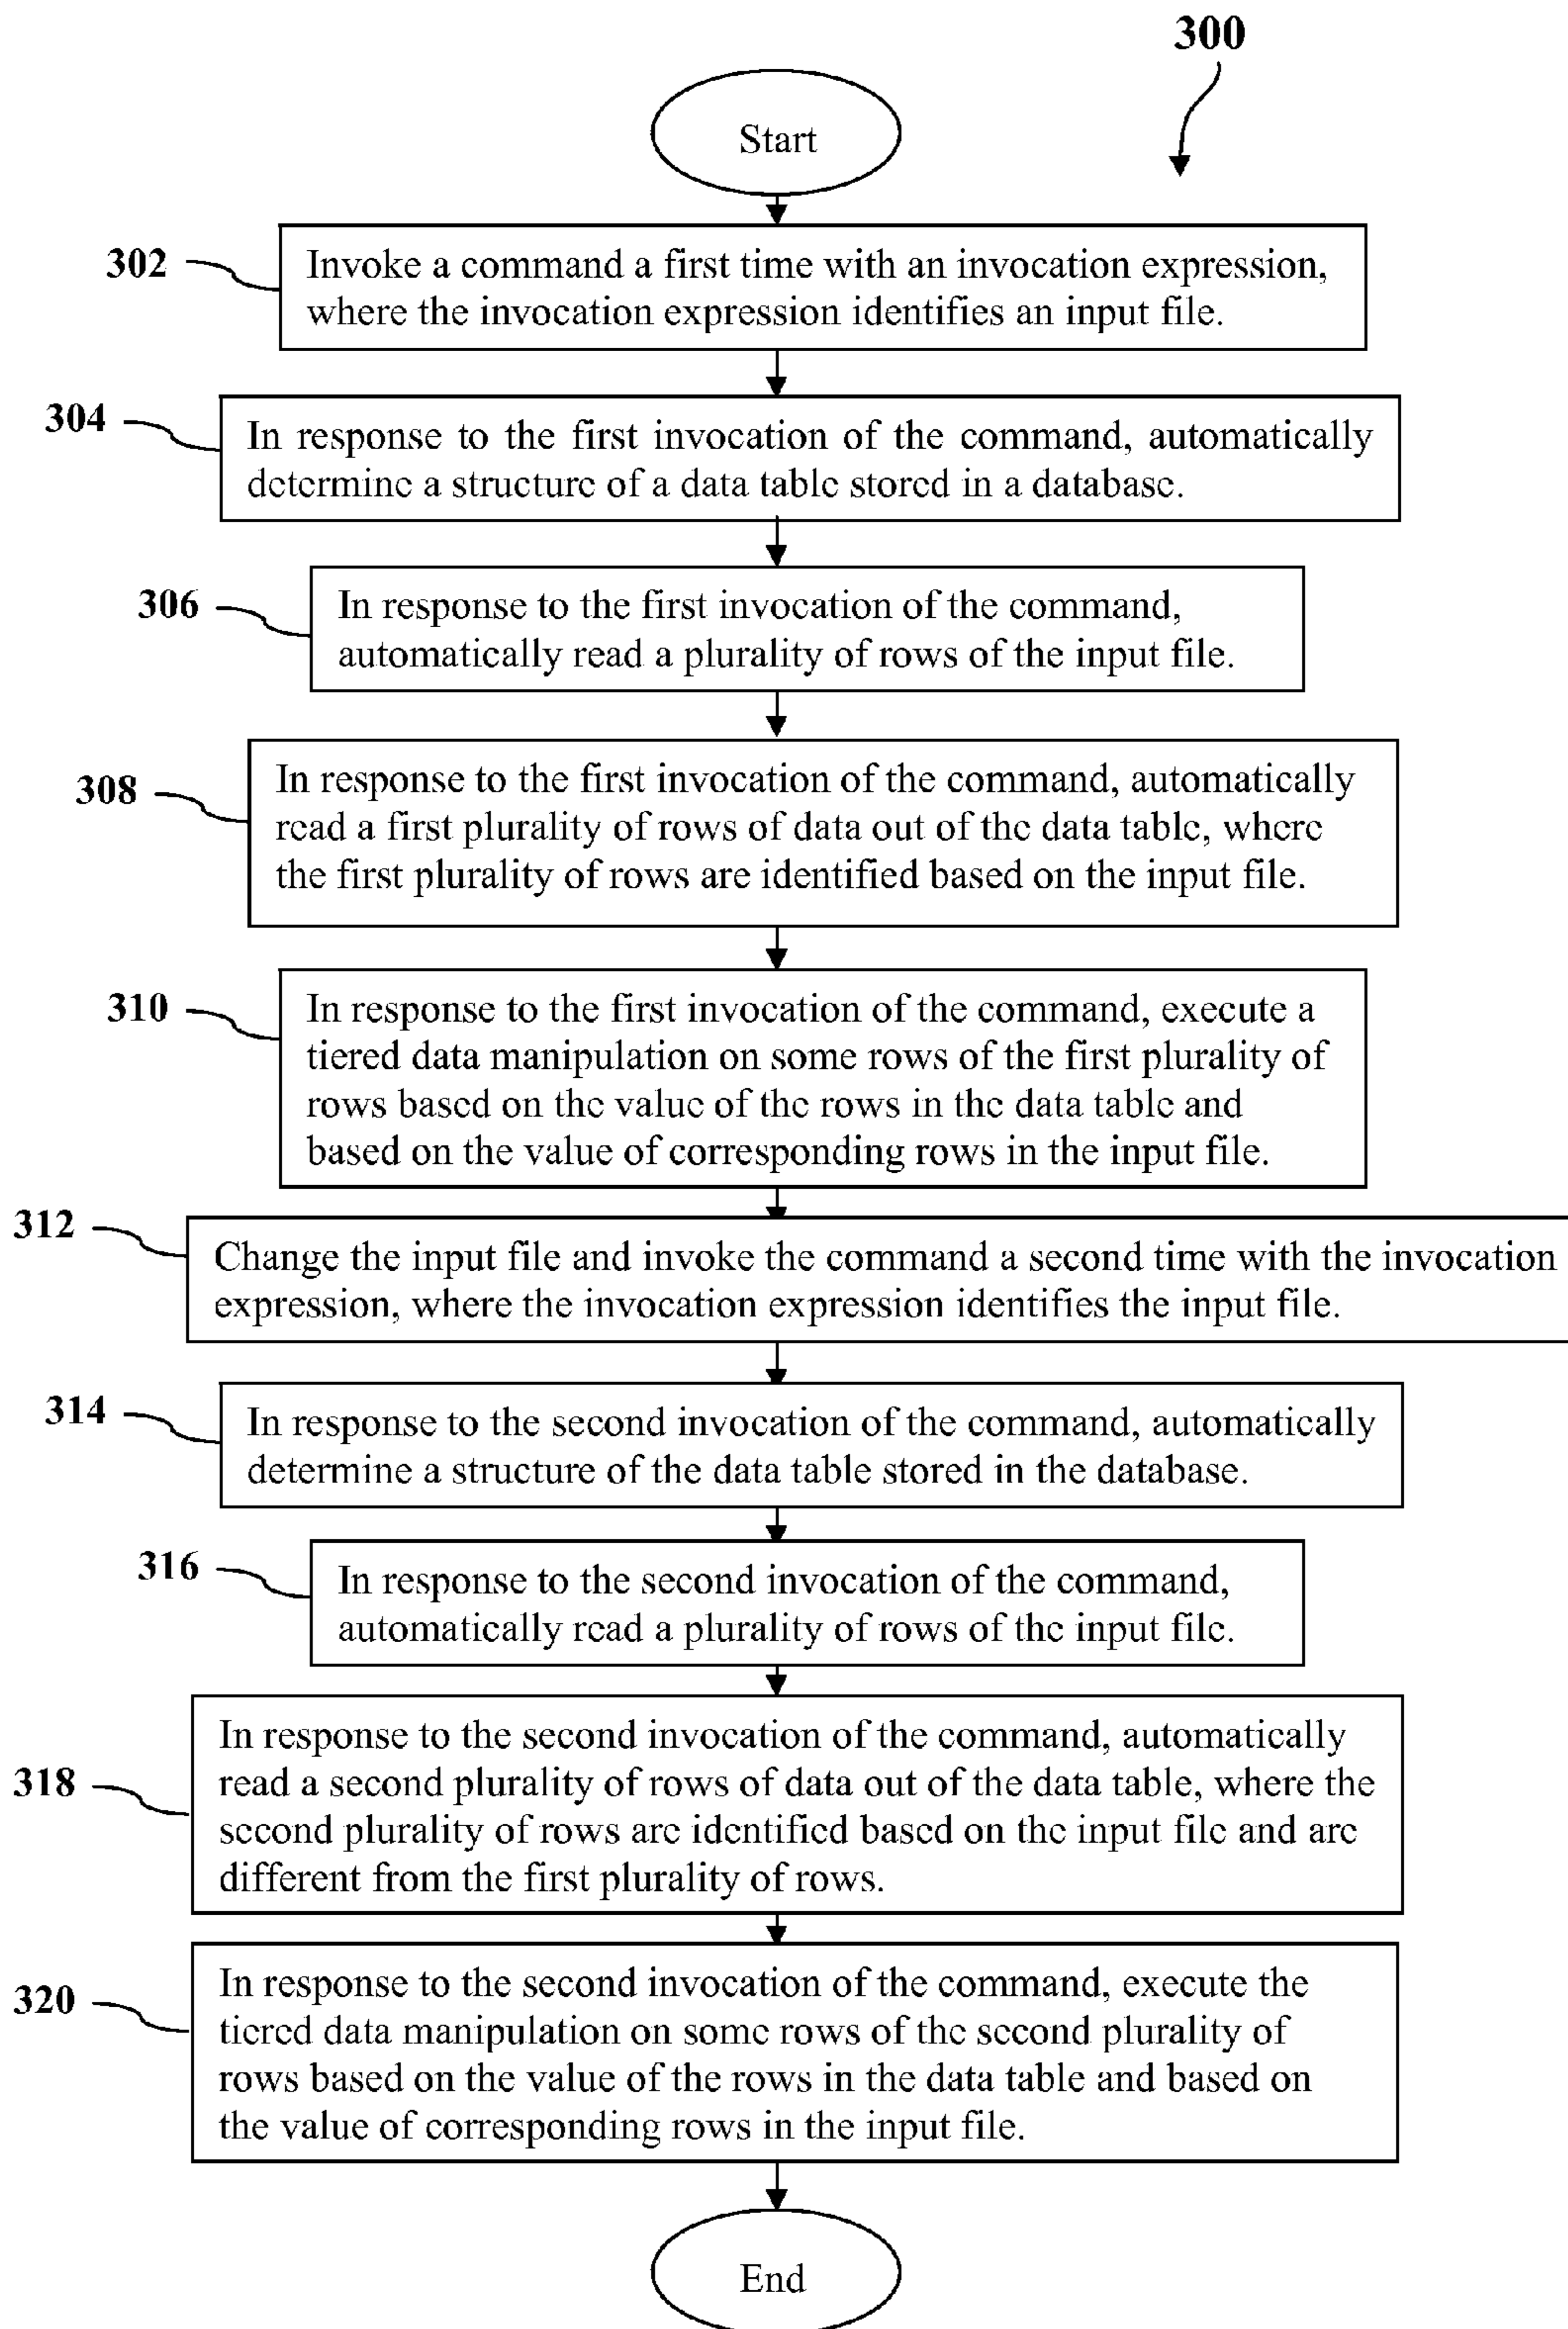 300
Start
302
Invoke a command a first time with an invocation expression,
where the invocation expression identifies an input file.
304
In response to the first invocation of the command, automatically
determine a structure of a data table stored in a database.
306
In response to the first invocation of the command,
automatically read a plurality of rows of the input file.
308
In response to the first invocation of the command, automatically
read a first plurality of rows of data out of the data table, where
the first plurality of rows are identified based on the input file.
310
In response to the first invocation of the command, execute a
tiered data manipulation on some rows of the first plurality of
rows based on the value of the rows in the data table and
based on the value of corresponding rows in the input file.
312
Change the input file and invoke the command a second time with the invocation
expression, where the invocation expression identifies the input file.
314
In response to the second invocation of the command, automatically
determine a structure of the data table stored in the database.
316
In response to the second invocation of the command,
automatically read a plurality of rows of the input file.
318
In response to the second invocation of the command, automatically
read a second plurality of rows of data out of the data table, where the
second plurality of rows are identified based on the input file and are
different from the first plurality of rows.
320
In response to the second invocation of the command, execute the
tiered data manipulation on some rows of the second plurality of
rows based on the value of the rows in the data table and based on
the value of corresponding rows in the input file.
End